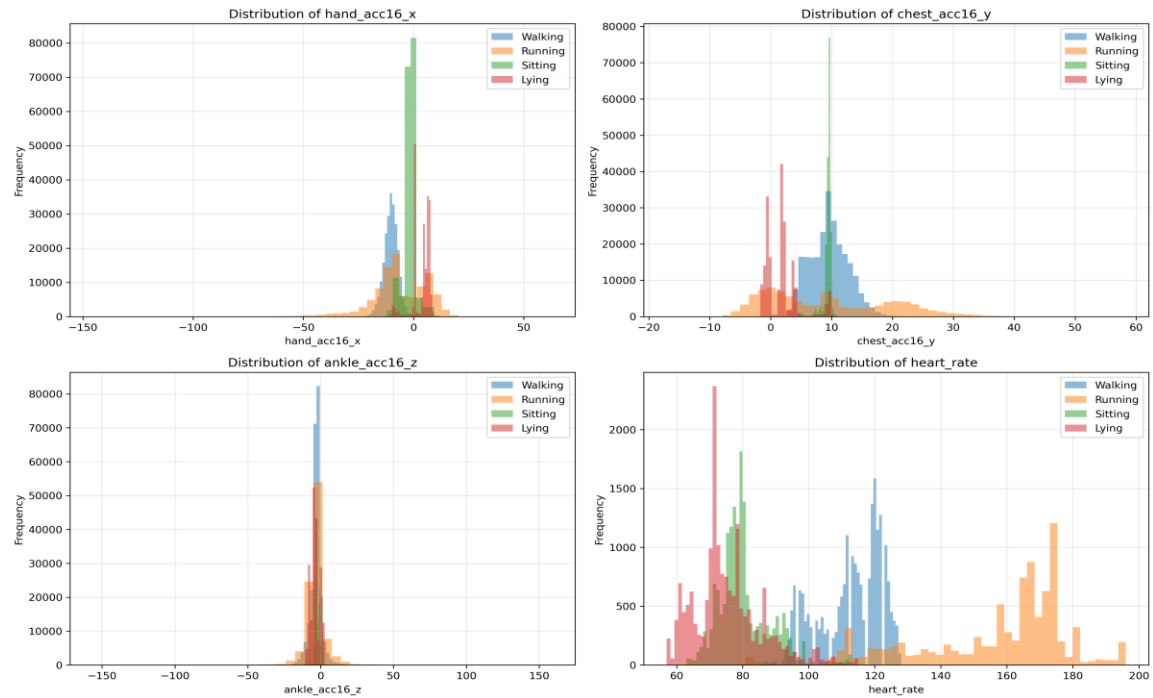 Distribution of hand_acc16_x
Frequency
80000
70000
60000
50000
40000
30000
20000
10000
0
−150
−100
−50
0
50
hand_acc16_x
Walking
Running
Sitting
Lying
Distribution of chest_acc16_y
Frequency
80000
70000
60000
50000
40000
30000
20000
10000
0
−20
−10
0
10
20
30
40
50
60
chest_acc16_y
Walking
Running
Sitting
Lying
Distribution of ankle_acc16_z
Frequency
80000
70000
60000
50000
40000
30000
20000
10000
0
−150
−100
−50
0
50
100
150
ankle_acc16_z
Walking
Running
Sitting
Lying
Distribution of heart_rate
Frequency
2000
1500
1000
500
0
60
80
100
120
140
160
180
200
heart_rate
Walking
Running
Sitting
Lying